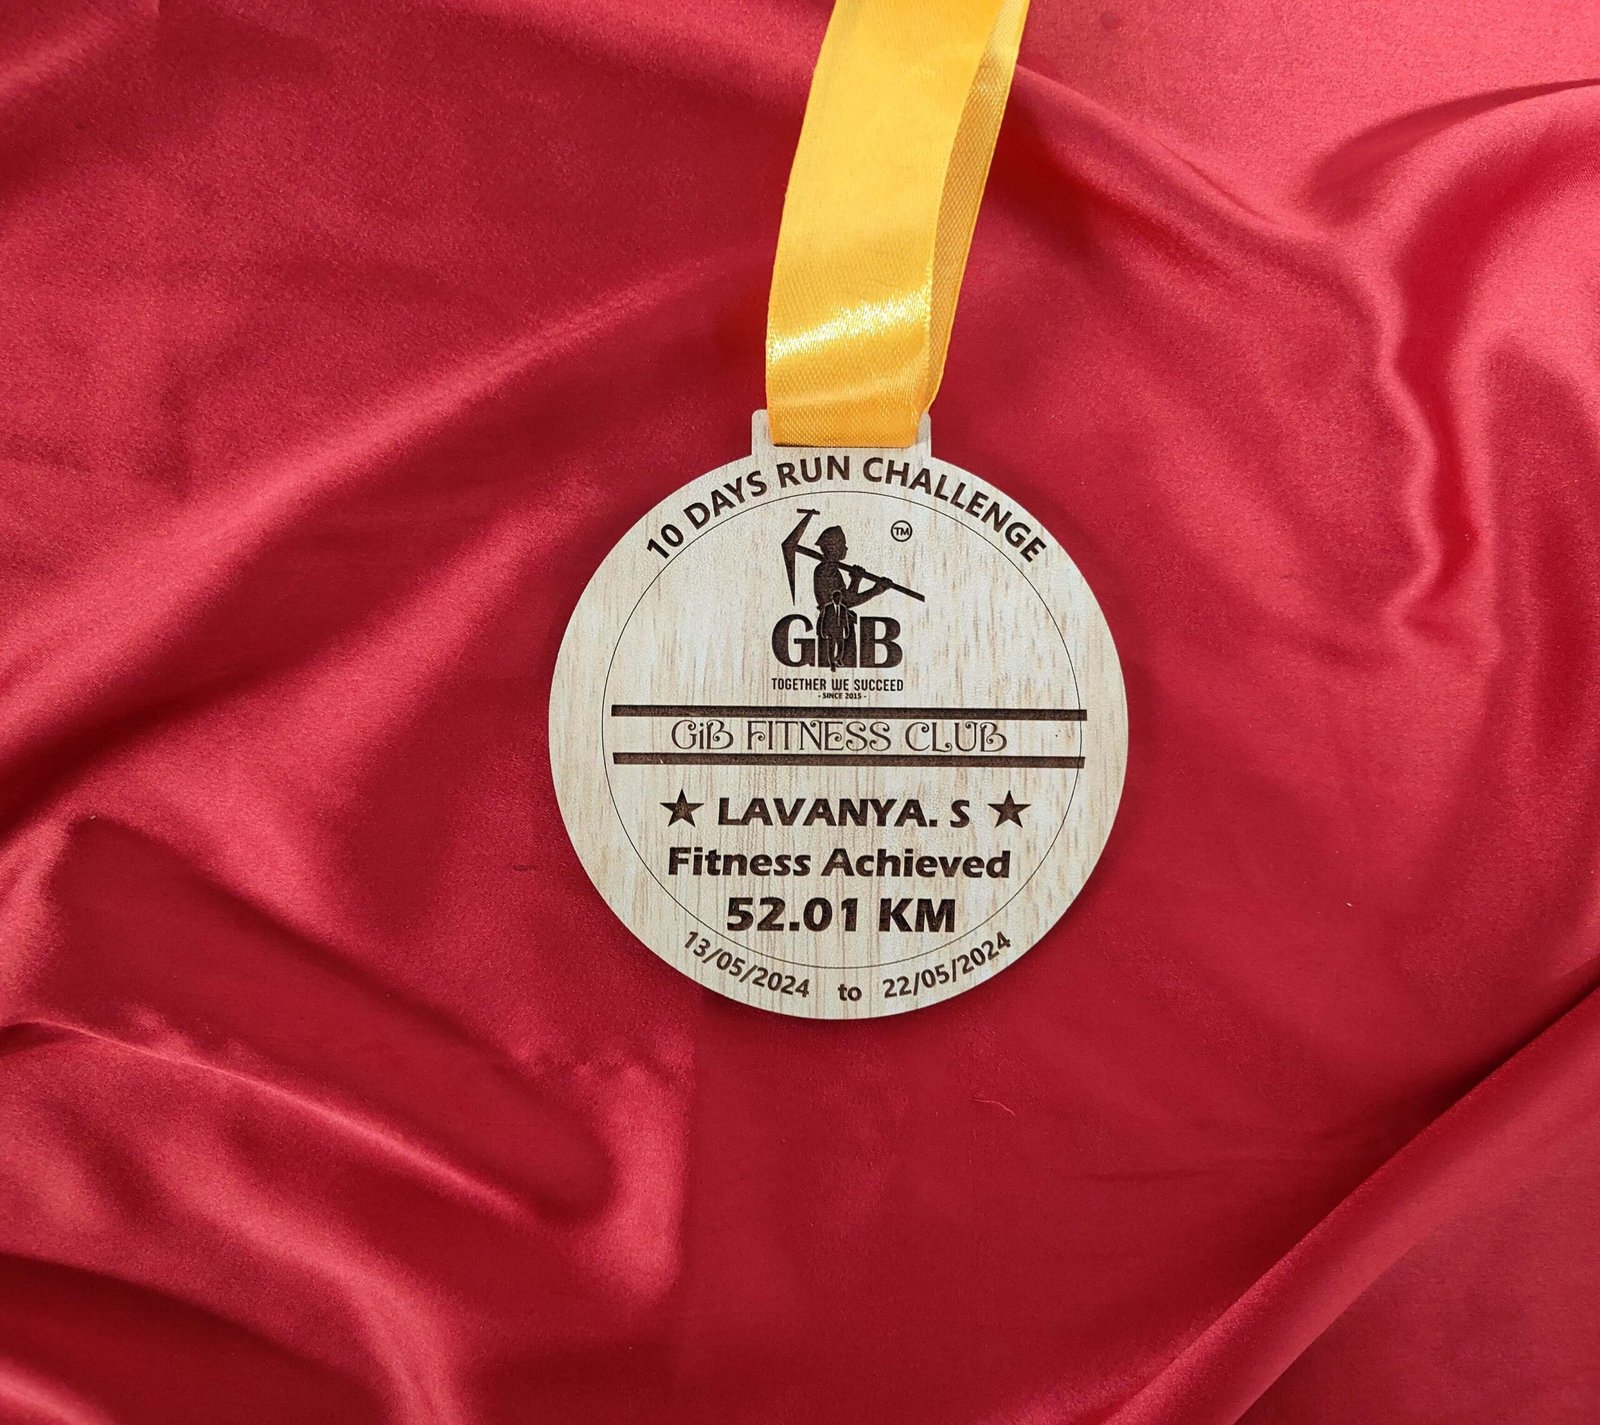 10 DAYS RUN CHALLENGE
TM
GiB
TOGETHER WE SUCCEED
- SINCE 2015 -
GiB FITNESS CLUB
★ LAVANYA. S ★
Fitness Achieved
52.01 KM
13/05/2024 to 22/05/2024